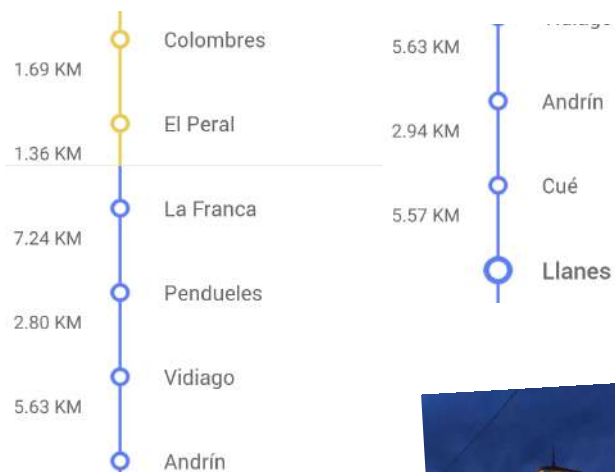 Colombres
1.69 KM
El Peral
1.36 KM
La Franca
7.24 KM
Pendueles
2.80 KM
Vidiago
5.63 KM
Andrín
5.63 KM
Andrín
2.94 KM
Cué
5.57 KM
Llanes